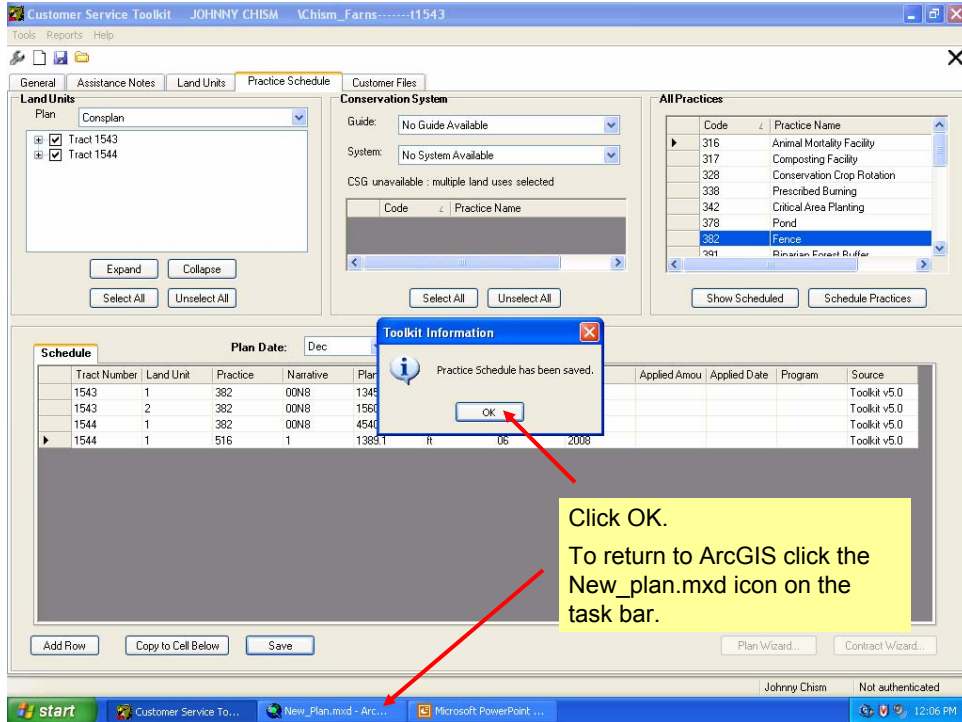 Customer Service Toolkit JOHNNY CHISM \Chism_Farns-------t1543
Tools Reports Help
General Assistance Notes Land Units Practice Schedule Customer Files
Land Units
Plan Consplan
Tract 1543
Tract 1544
Expand Collapse
Select All Unselect All
Conservation System
Guide: No Guide Available
System: No System Available
CSG unavailable : multiple land uses selected
Code Practice Name
Select All Unselect All
All Practices
Code Practice Name
316 Animal Mortality Facility
317 Composting Facility
328 Conservation Crop Rotation
338 Prescribed Burning
342 Critical Area Planting
378 Pond
382 Fence
391 Riparian Forest Buffer
Show Scheduled Schedule Practices
Toolkit Information
Practice Schedule has been saved.
OK
Schedule Plan Date: Dec
Tract Number Land Unit Practice Narrative Plan Applied Amou Applied Date Program Source
1543 1 382 00N8 1345 Toolkit v5.0
1543 2 382 00N8 1560 Toolkit v5.0
1544 1 382 00N8 4540 Toolkit v5.0
1544 1 516 1 1389.1 ft 06 2008 Toolkit v5.0
Click OK.
To return to ArcGIS click the
New_plan.mxd icon on the
task bar.
Add Row Copy to Cell Below Save Plan Wizard... Contract Wizard...
Johnny Chism Not authenticated
start Customer Service To... New_Plan.mxd - Arc... Microsoft PowerPoint ... 12:06 PM